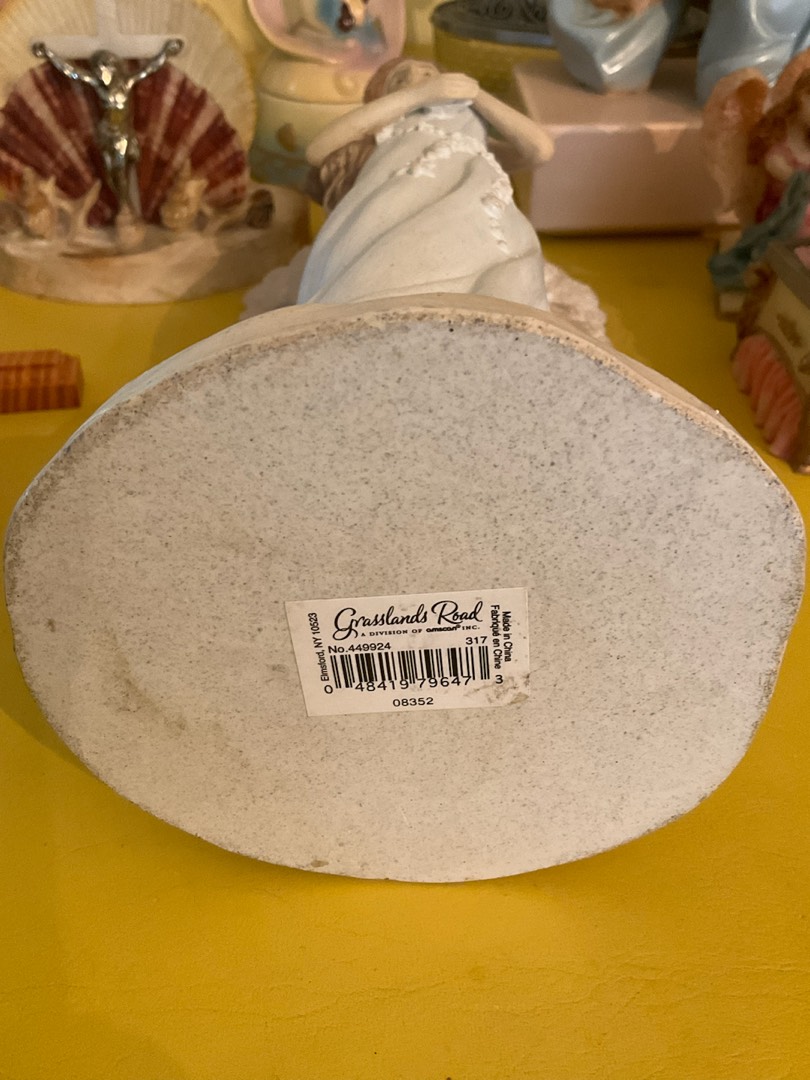 Grasslands Road
A DIVISION OF amscan® INC.
No.449924 317
0 48419 79647 3
08352
Elmsford, NY 10523
Made in China
Fabriqué en Chine